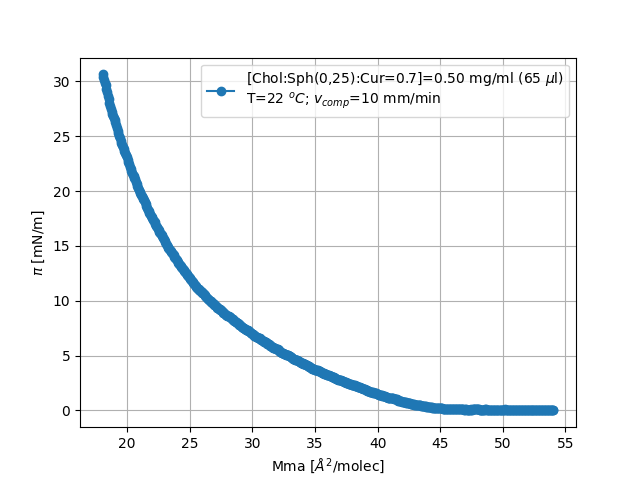 [Chol:Sph(0,25):Cur=0.7]=0.50 mg/ml (65 μl)
T=22 °C; v_comp=10 mm/min
π [mN/m]
30
25
20
15
10
5
0
20 25 30 35 40 45 50 55
Mma [Å²/molec]